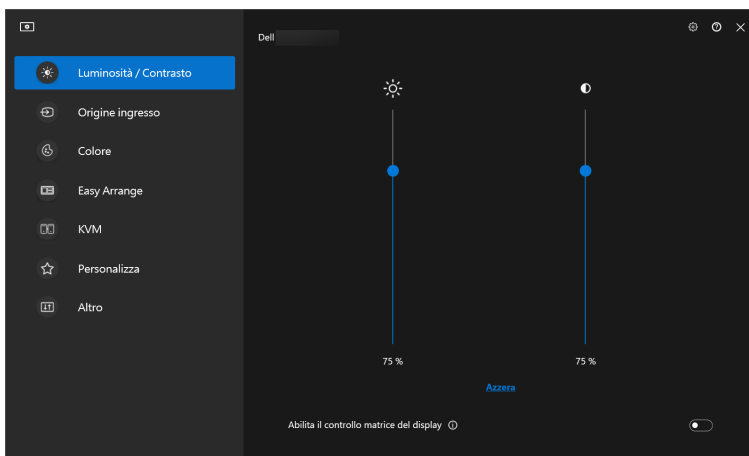 Dell
Luminosità / Contrasto
Origine ingresso
Colore
Easy Arrange
KVM
Personalizza
Altro
75 %
75 %
Azzera
Abilita il controllo matrice del display